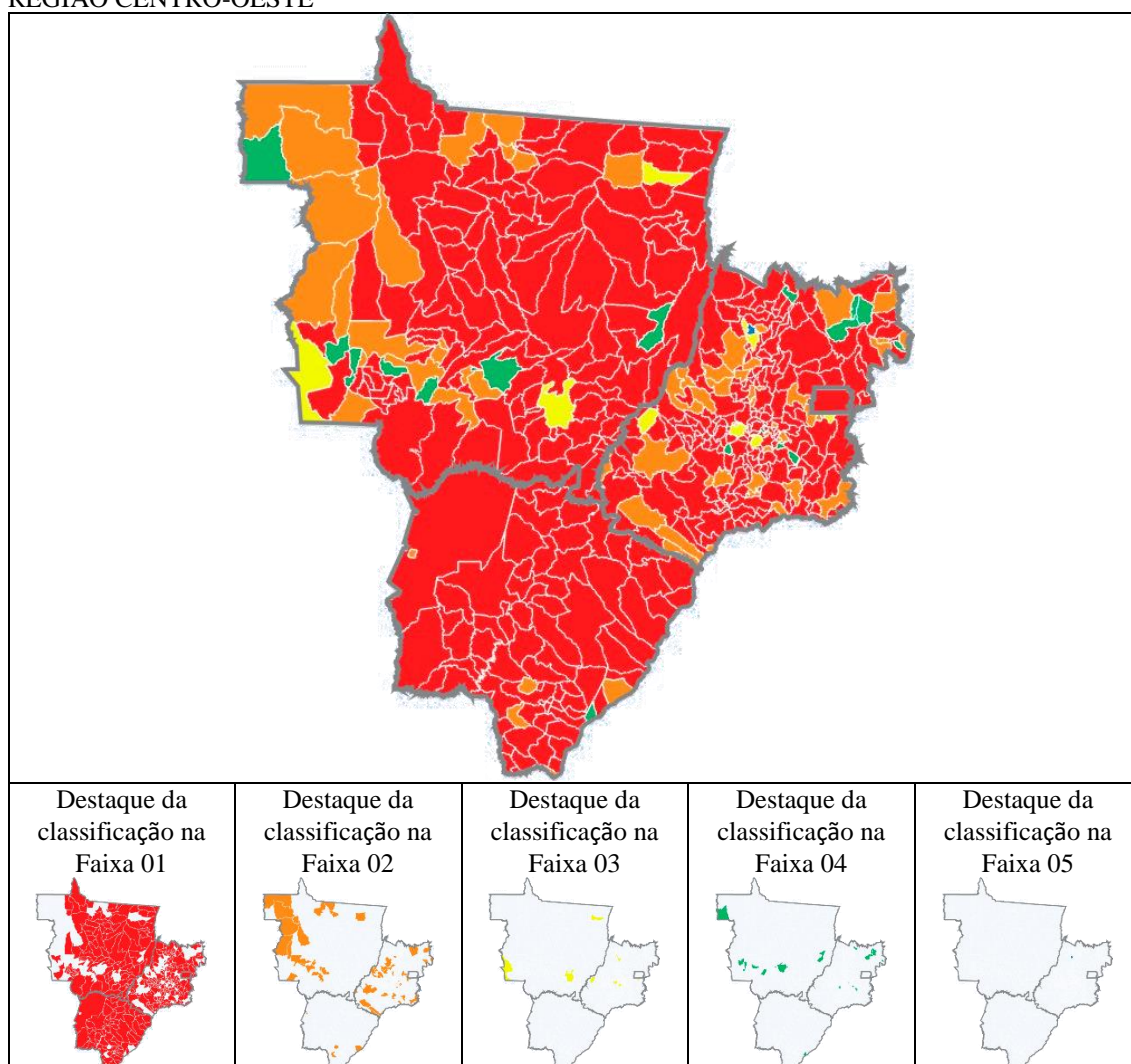 REGIÃO CENTRO-OESTE
Destaque da
classificação na
Faixa 01
Destaque da
classificação na
Faixa 02
Destaque da
classificação na
Faixa 03
Destaque da
classificação na
Faixa 04
Destaque da
classificação na
Faixa 05